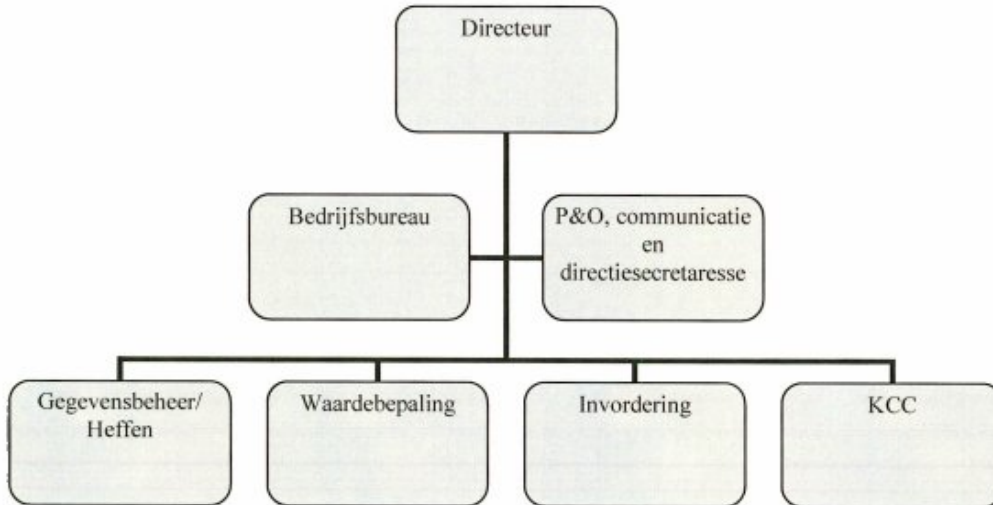 Directeur
Bedrijfsbureau
P&O, communicatie
en
directiesecretaresse
Gegevensbeheer/
Heffen
Waardebepaling
Invordering
KCC